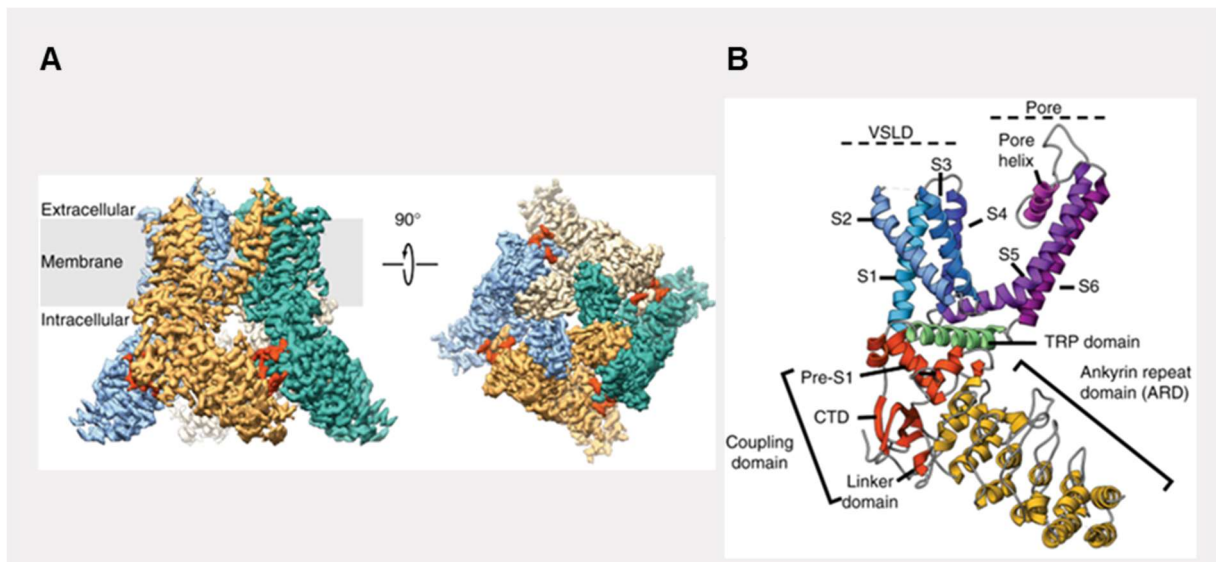 A
Extracellular
Membrane
Intracellular
90°
B
Pore
VSLD
Pore
helix
S3
S2
S4
S1
S5
S6
TRP domain
Pre-S1
Ankyrin repeat
domain (ARD)
CTD
Coupling
domain
Linker
domain